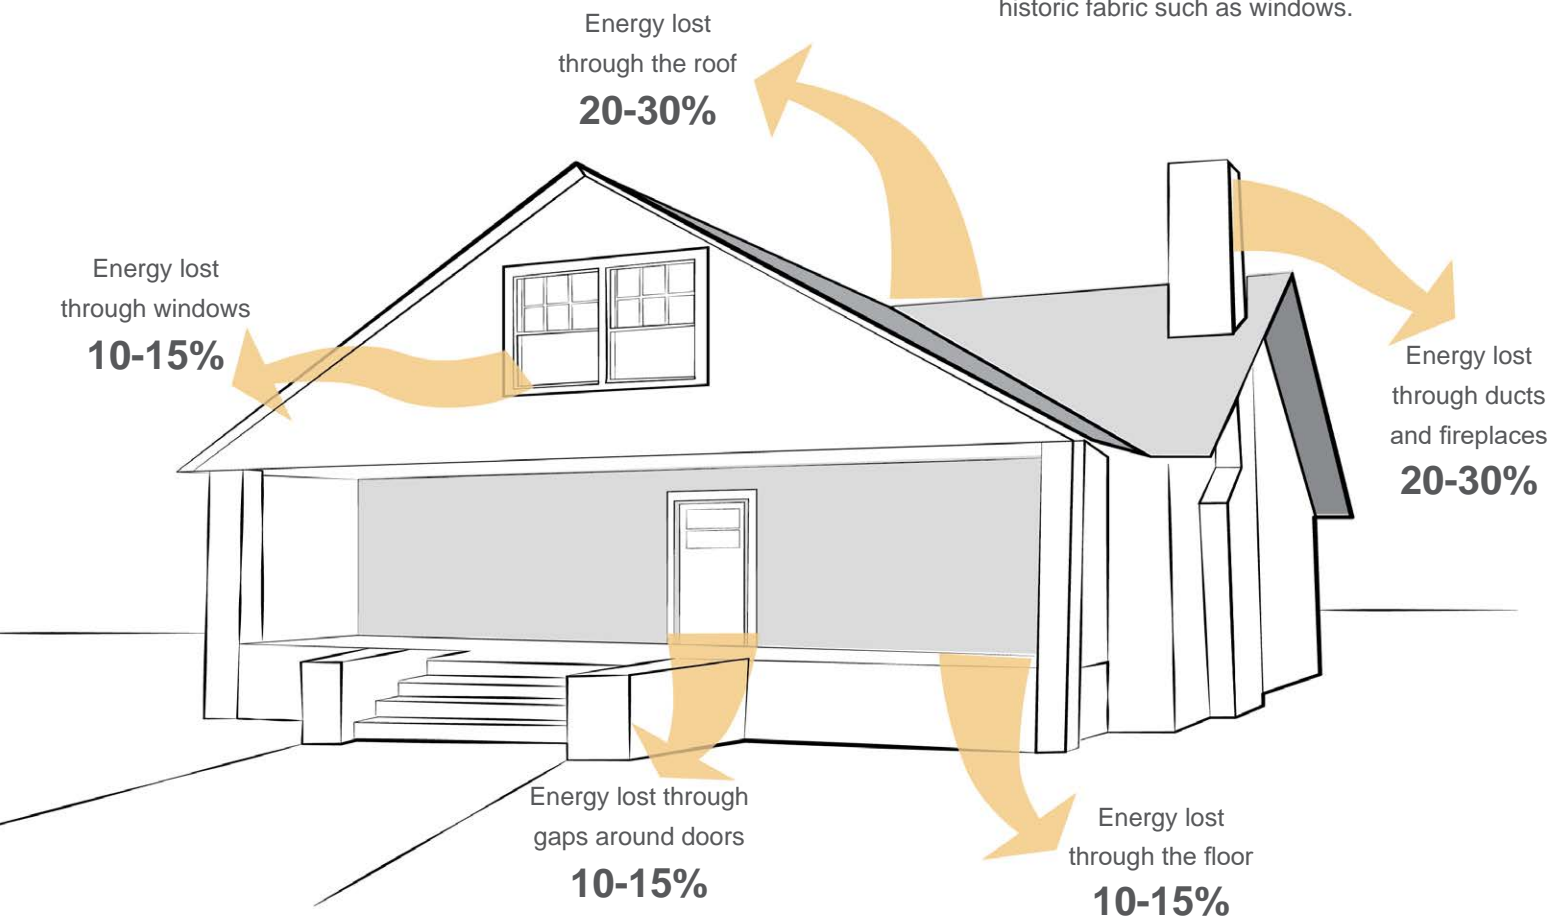 historic fabric such as windows.
Energy lost
through the roof
20-30%
Energy lost
through windows
10-15%
Energy lost
through ducts
and fireplaces
20-30%
Energy lost through
gaps around doors
10-15%
Energy lost
through the floor
10-15%